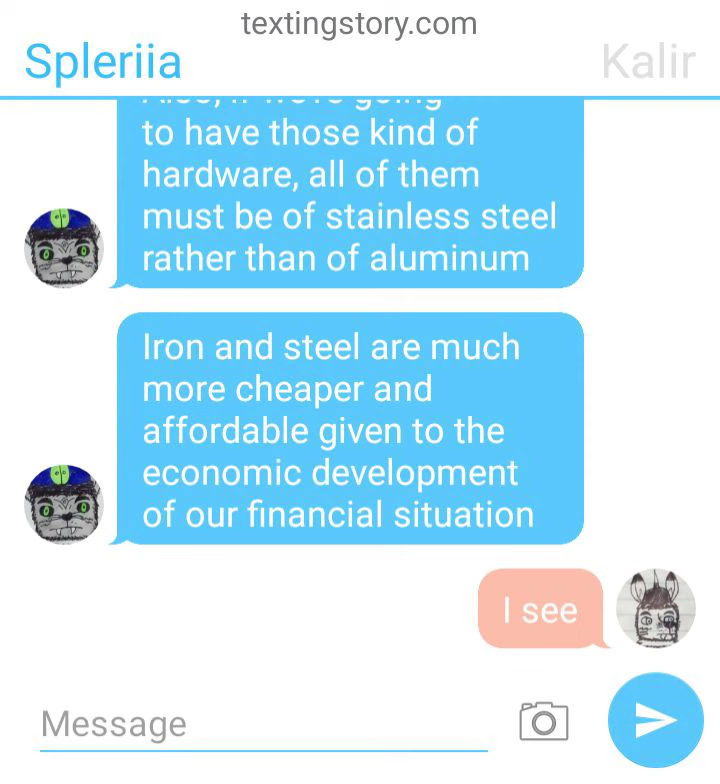 textingstory.com
Spleriia
Kalir
to have those kind of
hardware, all of them
must be of stainless steel
rather than of aluminum
Iron and steel are much
more cheaper and
affordable given to the
economic development
of our financial situation
I see
Message